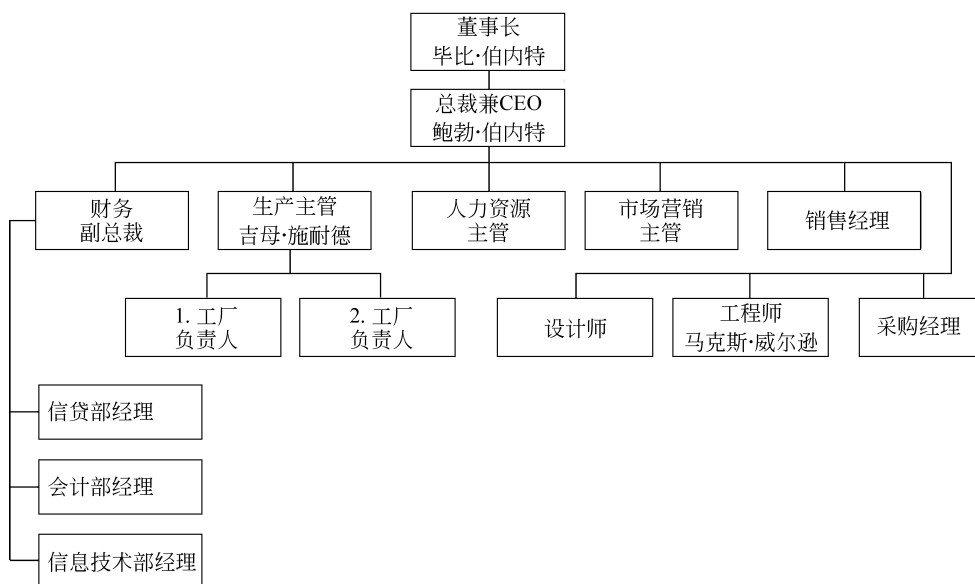 董事长
毕比·伯内特
总裁兼CEO
鲍勃·伯内特
财务
副总裁
生产主管
吉母·施耐德
人力资源
主管
市场营销
主管
销售经理
1. 工厂
负责人
2. 工厂
负责人
设计师
工程师
马克斯·威尔逊
采购经理
信贷部经理
会计部经理
信息技术部经理